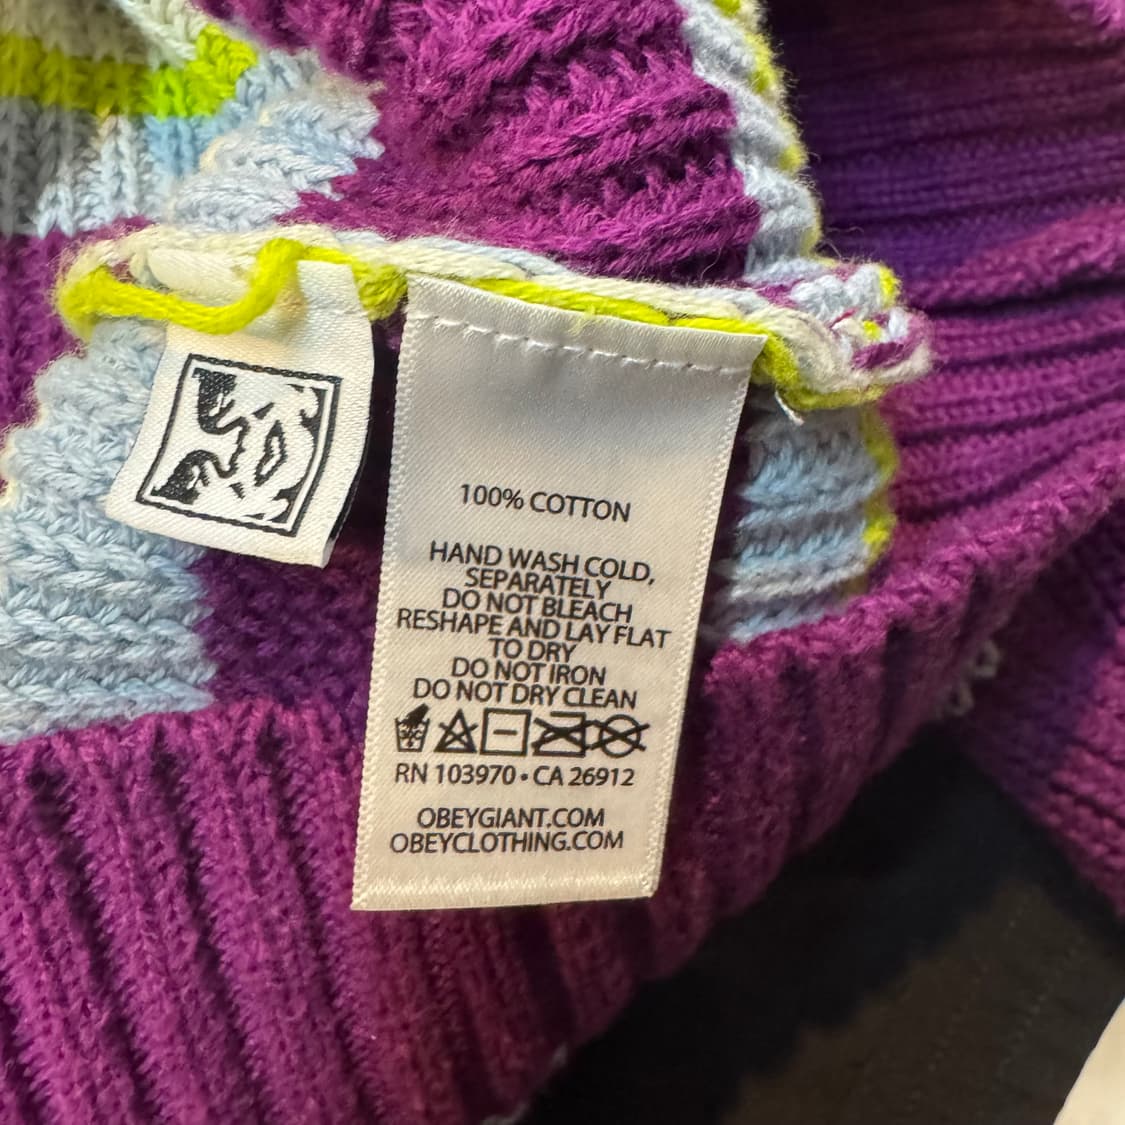 100% COTTON
HAND WASH COLD,
SEPARATELY
DO NOT BLEACH
RESHAPE AND LAY FLAT
TO DRY
DO NOT IRON
DO NOT DRY CLEAN
RN 103970 • CA 26912
OBEYGIANT.COM
OBEYCLOTHING.COM